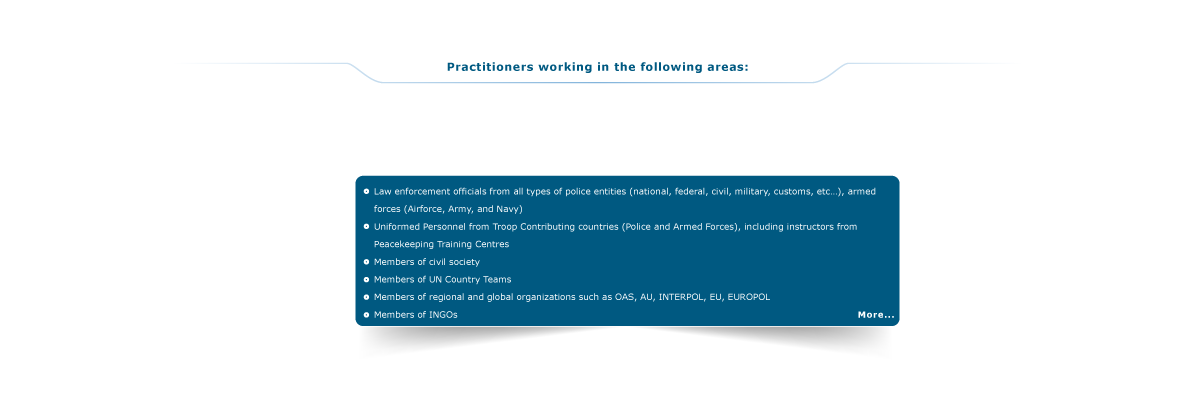 Practitioners working in the following areas:
Law enforcement officials from all types of police entities (national, federal, civil, military, customs, etc…), armed
forces (Airforce, Army, and Navy)
Uniformed Personnel from Troop Contributing countries (Police and Armed Forces), including instructors from
Peacekeeping Training Centres
Members of civil society
Members of UN Country Teams
Members of regional and global organizations such as OAS, AU, INTERPOL, EU, EUROPOL
Members of INGOs
More...